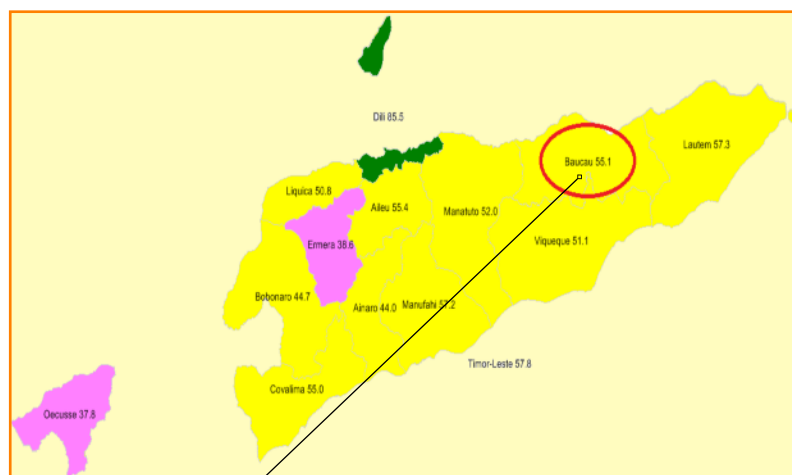 Dili 85.5
Baucau 55.1
Lautem 57.3
Liquica 50.8
Aileu 55.4
Manatuto 52.0
Ermera 38.6
Viqueque 51.1
Bobonaro 44.7
Ainaro 44.0
Manufahi 57.2
Timor-Leste 57.8
Covalima 55.0
Oecusse 37.8